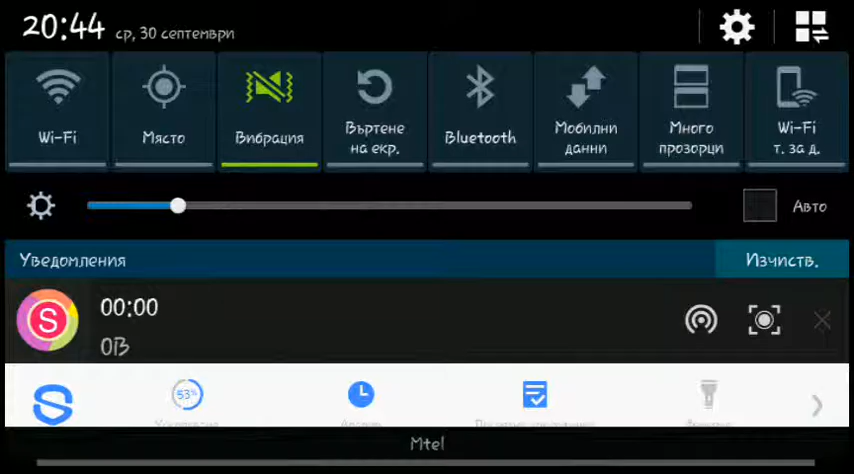 20:44 ср, 30 септември
Wi-Fi
Място
Вибрация
Въртене
на екр.
Bluetooth
Мобилни
данни
Много
прозорци
Wi-Fi
т. за д.
Авто
Уведомления
Изчиств.
S
00:00
0B
53%
Mtel